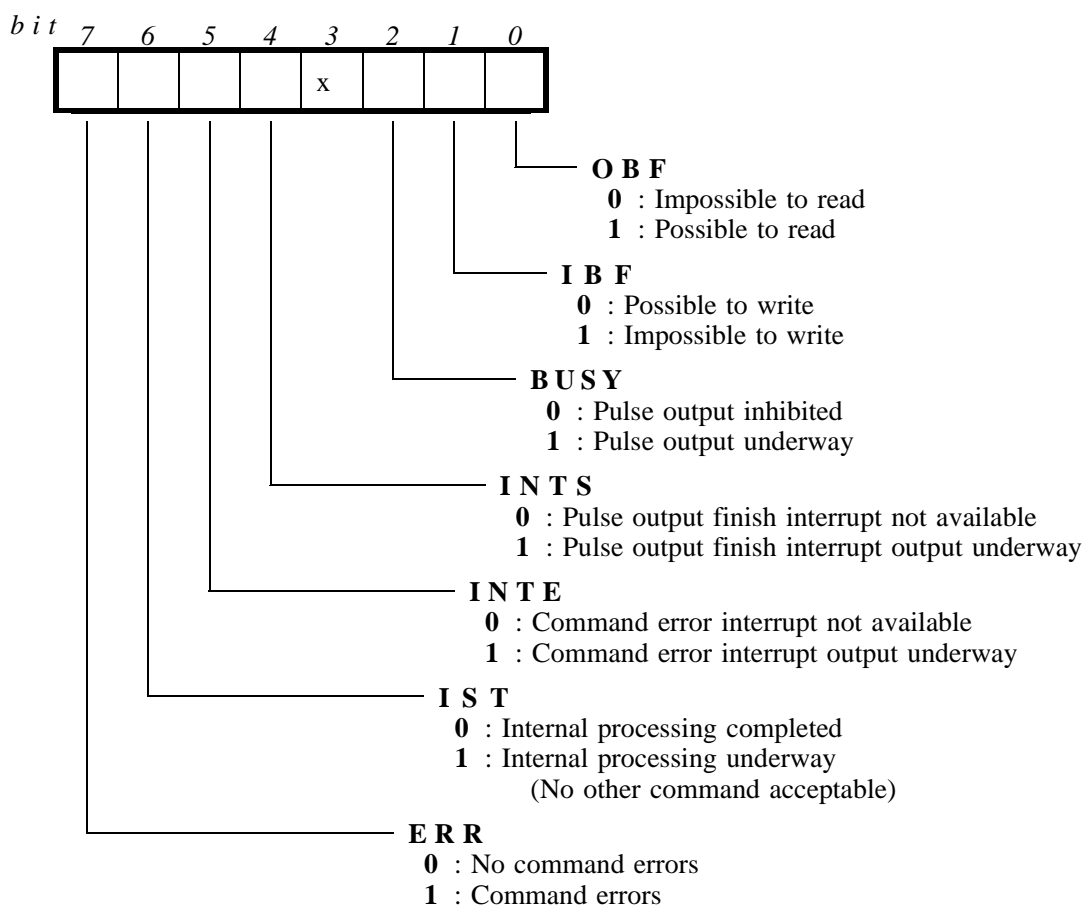 bit 7 6 5 4 3 2 1 0
x
OBF
0 : Impossible to read
1 : Possible to read
IBF
0 : Possible to write
1 : Impossible to write
BUSY
0 : Pulse output inhibited
1 : Pulse output underway
INTS
0 : Pulse output finish interrupt not available
1 : Pulse output finish interrupt output underway
INTE
0 : Command error interrupt not available
1 : Command error interrupt output underway
IST
0 : Internal processing completed
1 : Internal processing underway
(No other command acceptable)
ERR
0 : No command errors
1 : Command errors